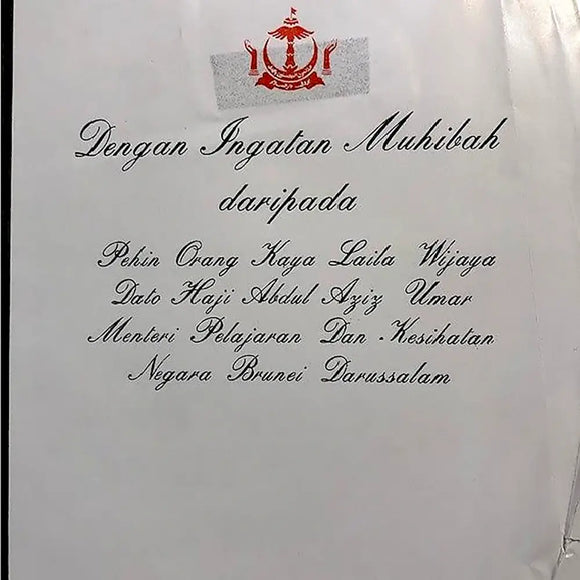 Dengan Ingatan Muhibah
daripada
Pehin Orang Kaya Laila Wijaya
Dato Haji Abdul Aziz Umar
Menteri Pelajaran Dan Kesihatan
Negara Brunei Darussalam